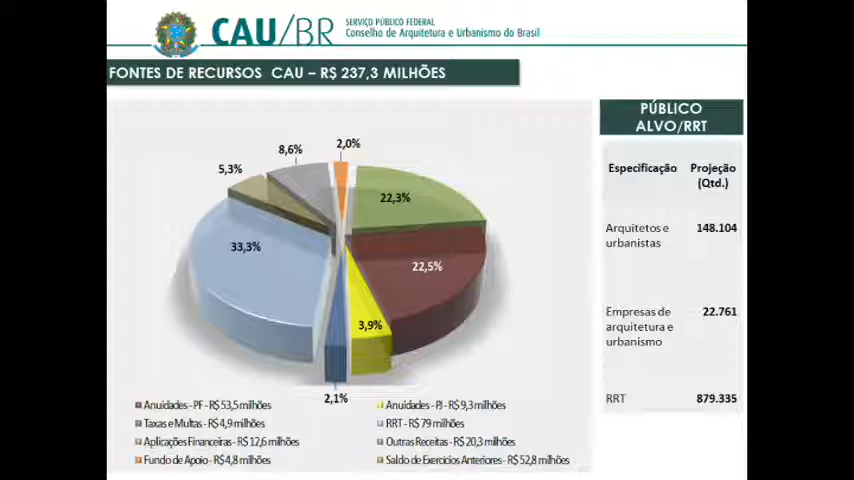 CAU/BR
SERVIÇO PÚBLICO FEDERAL
Conselho de Arquitetura e Urbanismo do Brasil
FONTES DE RECURSOS CAU – R$ 237,3 MILHÕES
PÚBLICO
ALVO/RRT
Especificação Projeção
(Qtd.)
Arquitetos e 148.104
urbanistas
Empresas de 22.761
arquitetura e
urbanismo
RRT 879.335
2,0%
8,6%
5,3%
22,3%
33,3%
22,5%
3,9%
2,1%
Anuidades - PF - R$ 53,5 milhões
Anuidades - PJ - R$ 9,3 milhões
Taxas e Multas - R$ 4,9 milhões
RRT - R$ 79 milhões
Aplicações Financeiras - R$ 12,6 milhões
Outras Receitas - R$ 20,3 milhões
Fundo de Apoio - R$ 4,8 milhões
Saldo de Exercícios Anteriores - R$ 52,8 milhões